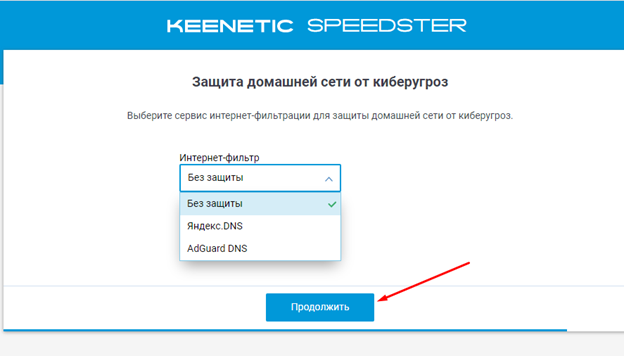 KEENETIC SPEEDSTER
Защита домашней сети от киберугроз
Выберите сервис интернет-фильтрации для защиты домашней сети от киберугроз.
Интернет-фильтр
Без защиты
Без защиты
Яндекс.DNS
AdGuard DNS
Продолжить